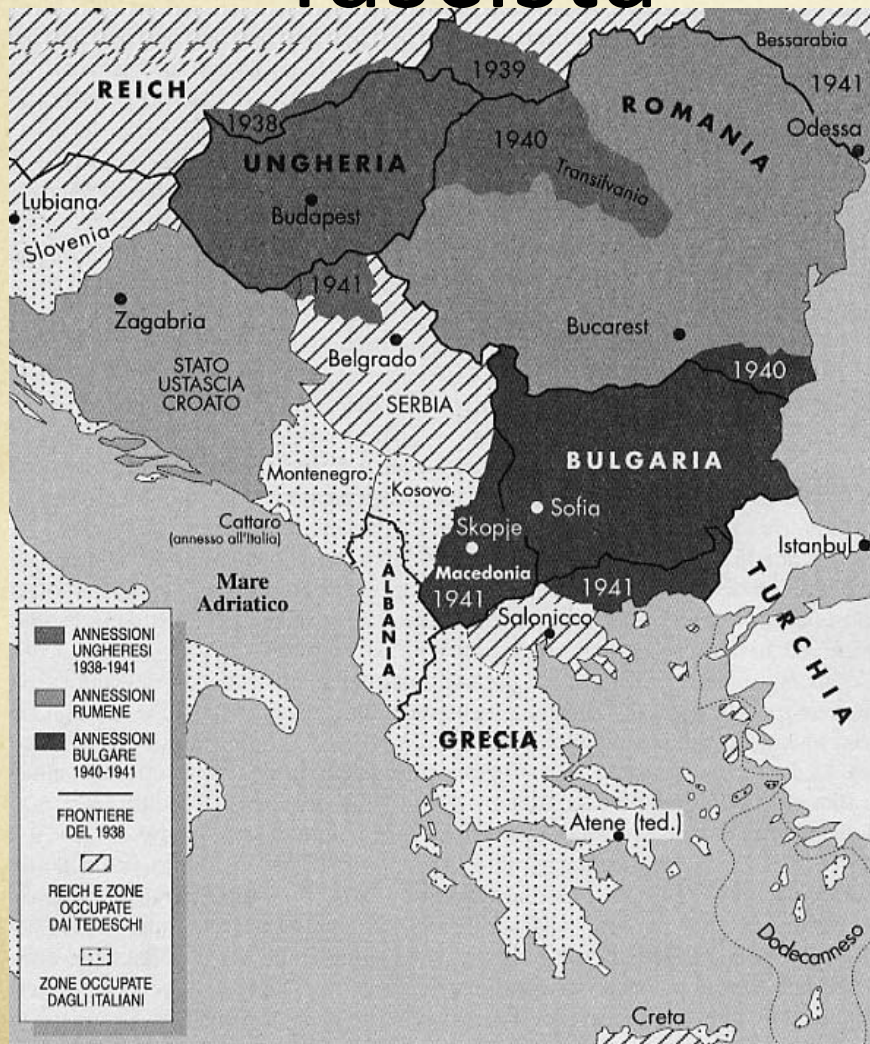 fascista
Bessarabia
1939
1941
REICH
ROMANIA
1938
1940
Odessa
UNGHERIA
Transilvania
Lubiana
Budapest
Slovenia
1941
Zagabria
Bucarest
Belgrado
1940
STATO
USTASCIA
CROATO
SERBIA
BULGARIA
Montenegro
Kosovo
Sofia
Cattaro
(annesso all'Italia)
Skopje
Istanbul
Mare
Adriatico
Macedonia
1941
1941
ALBANIA
TURCHIA
Salonicco
GRECIA
Atene (ted.)
Dodecanneso
Creta
ANNESSIONI
UNGHERESI
1938-1941
ANNESSIONI
RUMENE
ANNESSIONI
BULGARE
1940-1941
FRONTIERE
DEL 1938
REICH E ZONE
OCCUPATE
DAI TEDESCHI
ZONE OCCUPATE
DAGLI ITALIANI